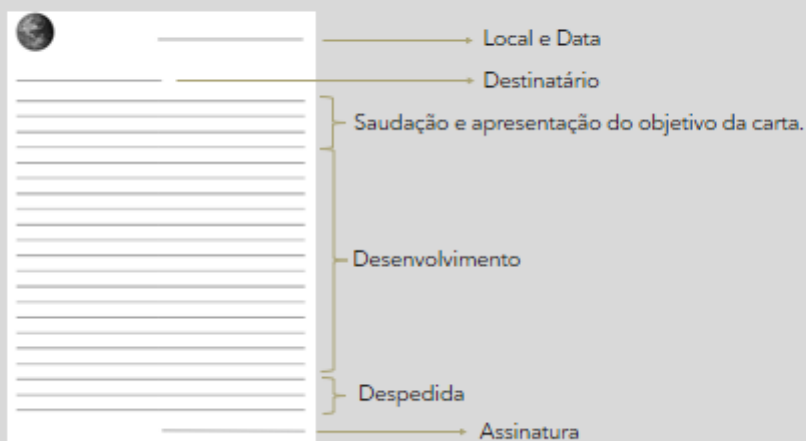 Local e Data
Destinatário
Saudação e apresentação do objetivo da carta.
Desenvolvimento
Despedida
Assinatura